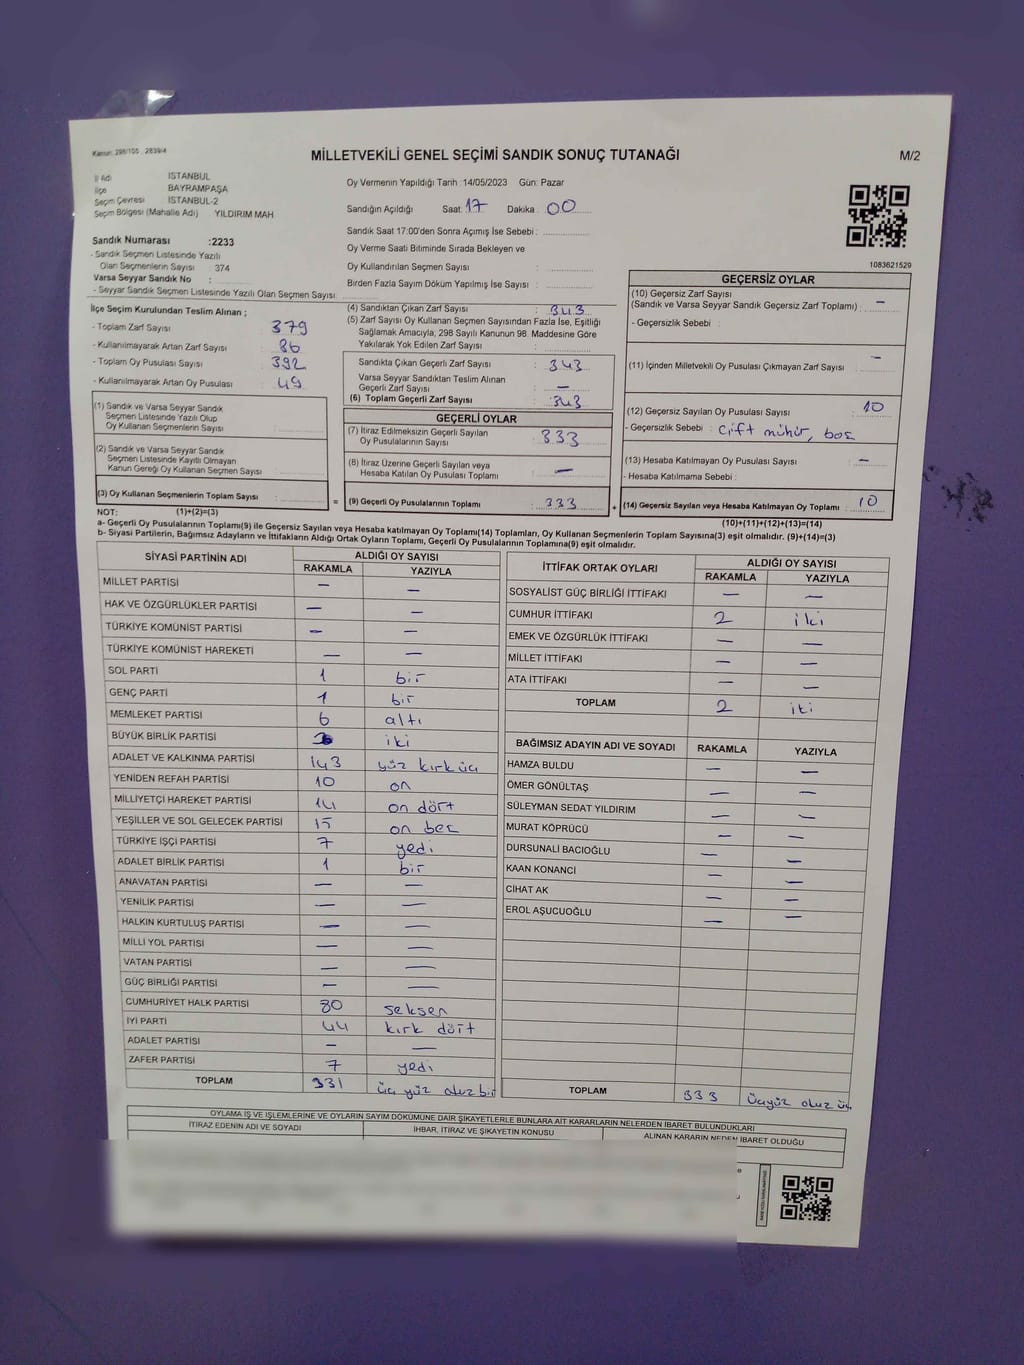 Kanun: 298/105 . 2839/4
MİLLETVEKİLİ GENEL SEÇİMİ SANDIK SONUÇ TUTANAĞI
M/2
İl Adı İSTANBUL
İlçe BAYRAMPAŞA
Seçim Çevresi İSTANBUL-2
Seçim Bölgesi (Mahalle Adı) YILDIRIM MAH.
Sandık Numarası :2233
- Sandık Seçmen Listesinde Yazılı
Olan Seçmenlerin Sayısı : 374
Varsa Seyyar Sandık No :
- Seyyar Sandık Seçmen Listesinde Yazılı Olan Seçmen Sayısı:
Oy Vermenin Yapıldığı Tarih :14/05/2023 Gün: Pazar
Sandığın Açıldığı Saat: 17 Dakika : 00
Sandık Saat 17:00'den Sonra Açımış İse Sebebi :
Oy Verme Saati Bitiminde Sırada Bekleyen ve
Oy Kullandırılan Seçmen Sayısı :
Birden Fazla Sayım Döküm Yapılmış İse Sayısı :
1083621529
İlçe Seçim Kurulundan Teslim Alınan ;
- Toplam Zarf Sayısı : 379
- Kullanılmayarak Artan Zarf Sayısı : 86
- Toplam Oy Pusulası Sayısı : 392
- Kullanılmayarak Artan Oy Pusulası : 49
(4) Sandıktan Çıkan Zarf Sayısı : 343
(5) Zarf Sayısı Oy Kullanan Seçmen Sayısından Fazla İse, Eşitliği
Sağlamak Amacıyla, 298 Sayılı Kanunun 98. Maddesine Göre
Yakılarak Yok Edilen Zarf Sayısı :
Sandıkta Çıkan Geçerli Zarf Sayısı : 343
Varsa Seyyar Sandıktan Teslim Alınan
Geçerli Zarf Sayısı : —
(6) Toplam Geçerli Zarf Sayısı : 343
GEÇERSİZ OYLAR
(10) Geçersiz Zarf Sayısı
(Sandık ve Varsa Seyyar Sandık Geçersiz Zarf Toplamı) : —
- Geçersizlik Sebebi :
(11) İçinden Milletvekili Oy Pusulası Çıkmayan Zarf Sayısı : —
(12) Geçersiz Sayılan Oy Pusulası Sayısı : 10
- Geçersizlik Sebebi : Çift mühür, boş
(13) Hesaba Katılmayan Oy Pusulası Sayısı : —
- Hesaba Katılmama Sebebi :
(14) Geçersiz Sayılan veya Hesaba Katılmayan Oy Toplamı : 10
(1) Sandık ve Varsa Seyyar Sandık
Seçmen Listesinde Yazılı Olup
Oy Kullanan Seçmenlerin Sayısı :
(2) Sandık ve Varsa Seyyar Sandık
Seçmen Listesinde Kayıtlı Olmayan
Kanun Gereği Oy Kullanan Seçmen Sayısı :
(3) Oy Kullanan Seçmenlerin Toplam Sayısı : =
GEÇERLİ OYLAR
(7) İtiraz Edilmeksizin Geçerli Sayılan
Oy Pusulalarının Sayısı : 333
(8) İtiraz Üzerine Geçerli Sayılan veya
Hesaba Katılan Oy Pusulası Toplamı : —
(9) Geçerli Oy Pusulalarının Toplamı : 333 +
NOT: (1)+(2)=(3) (10)+(11)+(12)+(13)=(14)
a- Geçerli Oy Pusulalarının Toplamı(9) ile Geçersiz Sayılan veya Hesaba katılmayan Oy Toplamı(14) Toplamları, Oy Kullanan Seçmenlerin Toplam Sayısına(3) eşit olmalıdır. (9)+(14)=(3)
b- Siyasi Partilerin, Bağımsız Adayların ve İttifakların Aldığı Ortak Oyların Toplamı, Geçerli Oy Pusulalarının Toplamına(9) eşit olmalıdır.
SİYASİ PARTİNİN ADI ALDIĞI OY SAYISI
RAKAMLA YAZIYLA
MİLLET PARTİSİ — —
HAK VE ÖZGÜRLÜKLER PARTİSİ — —
TÜRKİYE KOMÜNİST PARTİSİ — —
TÜRKİYE KOMÜNİST HAREKETİ — —
SOL PARTİ 1 bir
GENÇ PARTİ 1 bir
MEMLEKET PARTİSİ 6 altı
BÜYÜK BİRLİK PARTİSİ iki
ADALET VE KALKINMA PARTİSİ 143 yüz kırk üç
YENİDEN REFAH PARTİSİ 10 on
MİLLİYETÇİ HAREKET PARTİSİ 14 on dört
YEŞİLLER VE SOL GELECEK PARTİSİ 15 on beş
TÜRKİYE İŞÇİ PARTİSİ 7 yedi
ADALET BİRLİK PARTİSİ 1 bir
ANAVATAN PARTİSİ — —
YENİLİK PARTİSİ — —
HALKIN KURTULUŞ PARTİSİ — —
MİLLİ YOL PARTİSİ — —
VATAN PARTİSİ — —
GÜÇ BİRLİĞİ PARTİSİ — —
CUMHURİYET HALK PARTİSİ 80 seksen
İYİ PARTİ 44 kırk dört
ADALET PARTİSİ — —
ZAFER PARTİSİ 7 yedi
TOPLAM 331 üç yüz otuz bir
İTTİFAK ORTAK OYLARI ALDIĞI OY SAYISI
RAKAMLA YAZIYLA
SOSYALİST GÜÇ BİRLİĞİ İTTİFAKI — —
CUMHUR İTTİFAKI 2 iki
EMEK VE ÖZGÜRLÜK İTTİFAKI — —
MİLLET İTTİFAKI — —
ATA İTTİFAKI — —
TOPLAM 2 iki
BAĞIMSIZ ADAYIN ADI VE SOYADI RAKAMLA YAZIYLA
HAMZA BULDU — —
ÖMER GÖNÜLTAŞ — —
SÜLEYMAN SEDAT YILDIRIM — —
MURAT KÖPRÜCÜ — —
DURSUNALİ BACIOĞLU — —
KAAN KONANCİ — —
CİHAT AK — —
EROL AŞUCUOĞLU — —
TOPLAM 333 üçyüz otuz üç
OYLAMA İŞ VE İŞLEMLERİNE VE OYLARIN SAYIM DÖKÜMÜNE DAİR ŞİKAYETLERLE BUNLARA AİT KARARLARIN NELERDEN İBARET BULUNDUKLARI
İTİRAZ EDENİN ADI VE SOYADI İHBAR, İTİRAZ VE ŞİKAYETİN KONUSU ALINAN KARARIN NEDEN İBARET OLDUĞU